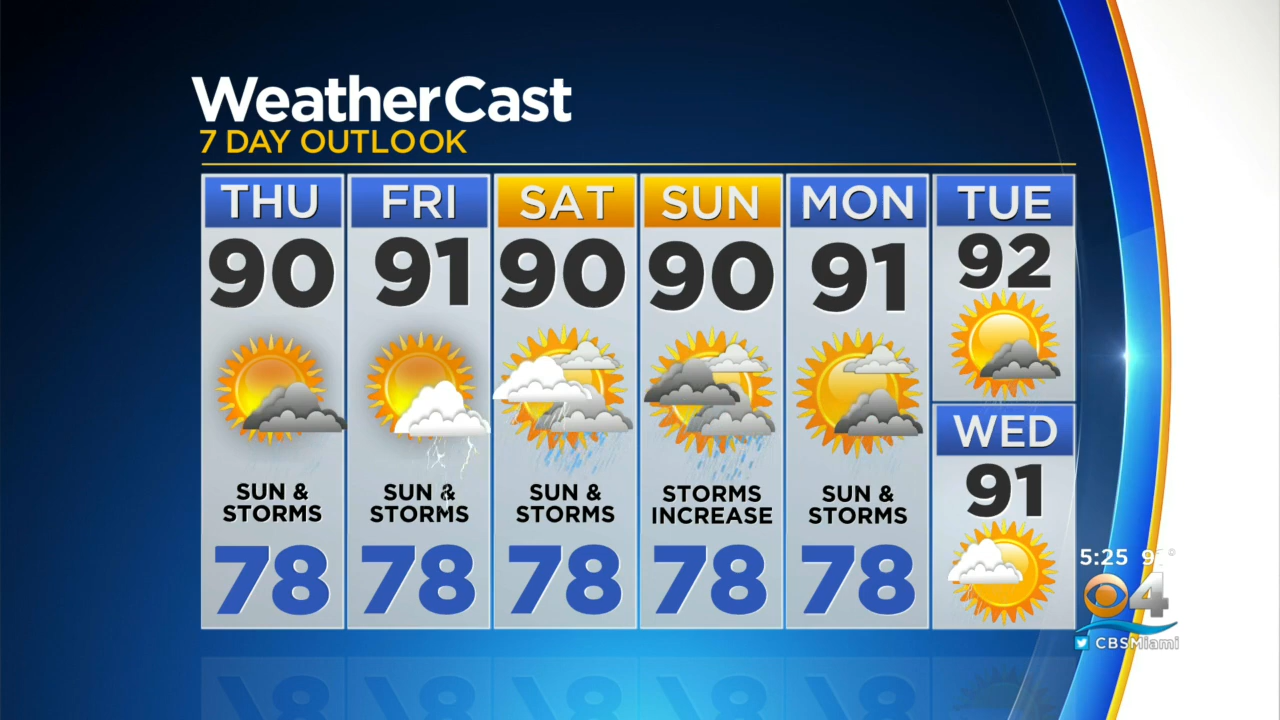 WeatherCast
7 DAY OUTLOOK
THU
90
SUN &
STORMS
78
FRI
91
SUN &
STORMS
78
SAT
90
SUN &
STORMS
78
SUN
90
STORMS
INCREASE
78
MON
91
SUN &
STORMS
78
TUE
92
WED
91
5:25
4
CBSMiami